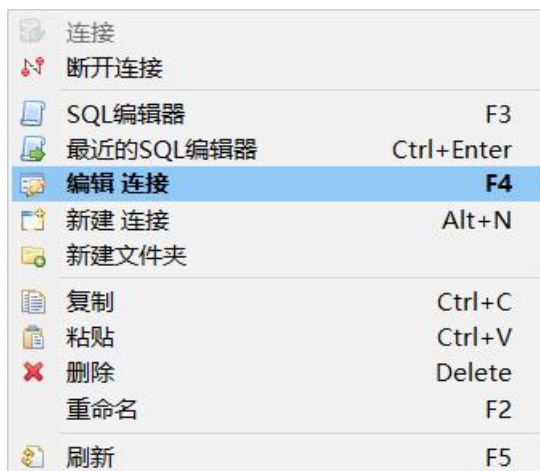 连接
断开连接
SQL编辑器 F3
最近的SQL编辑器 Ctrl+Enter
编辑 连接 F4
新建 连接 Alt+N
新建文件夹
复制 Ctrl+C
粘贴 Ctrl+V
删除 Delete
重命名 F2
刷新 F5